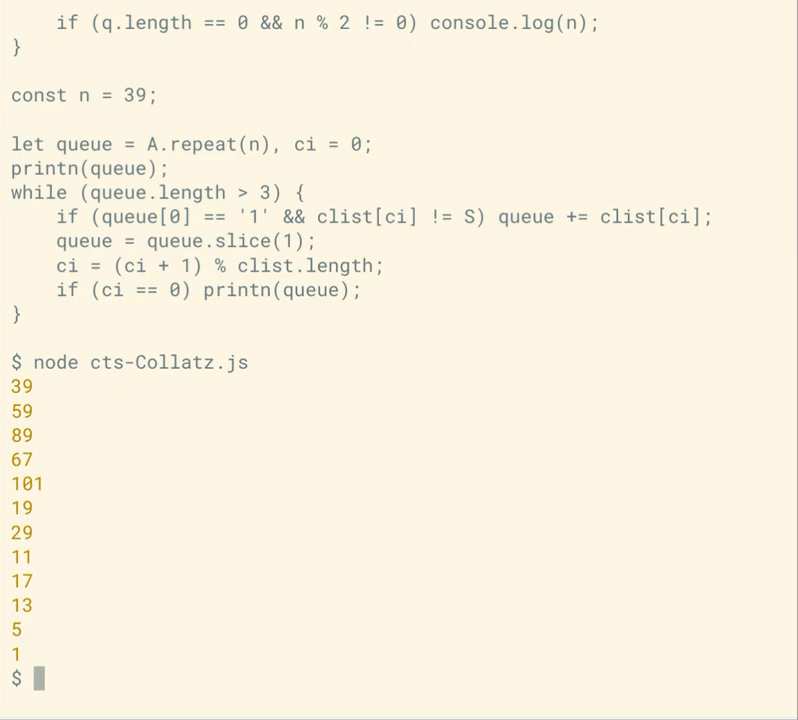 if (q.length == 0 && n % 2 != 0) console.log(n);
}
const n = 39;
let queue = A.repeat(n), ci = 0;
printn(queue);
while (queue.length > 3) {
    if (queue[0] == '1' && clist[ci] != S) queue += clist[ci];
    queue = queue.slice(1);
    ci = (ci + 1) % clist.length;
    if (ci == 0) printn(queue);
}
$ node cts-Collatz.js
39
59
89
67
101
19
29
11
17
13
5
1
$